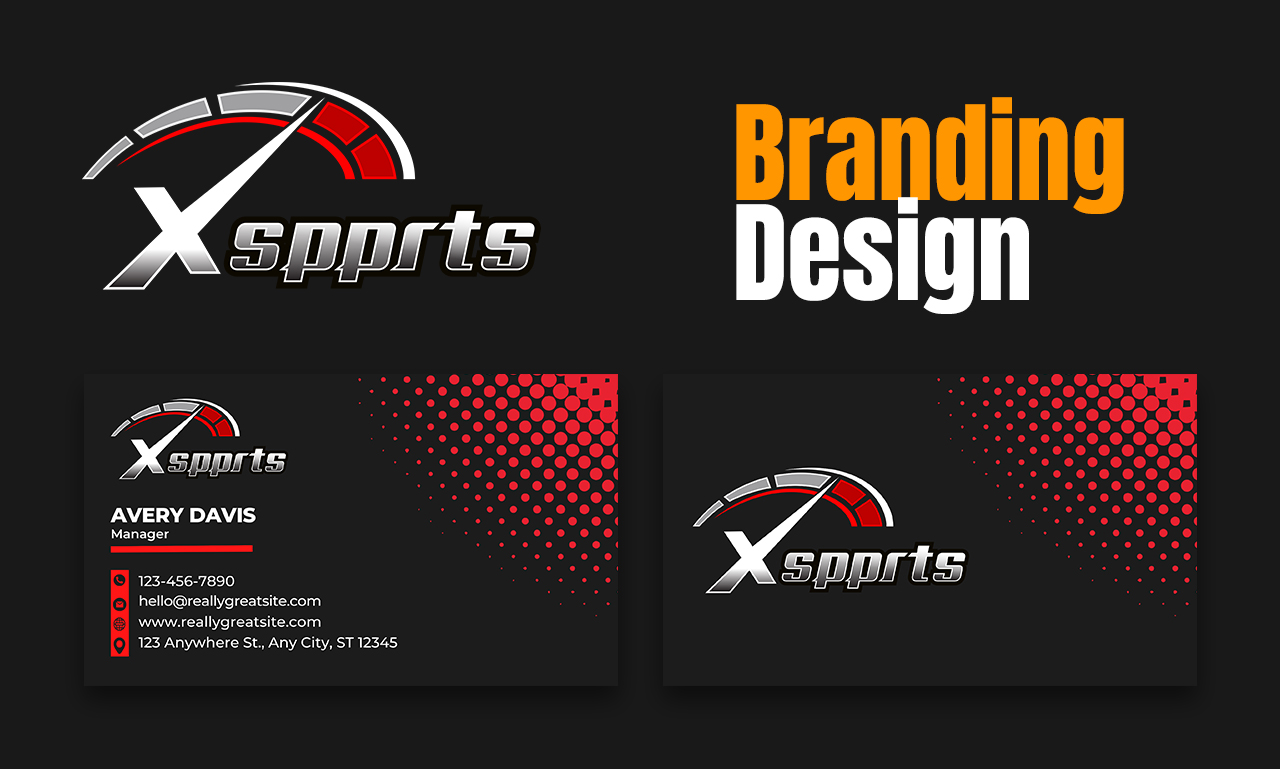 Xspprts
Branding
Design
Xspprts
AVERY DAVIS
Manager
123-456-7890
hello@reallygreatsite.com
www.reallygreatsite.com
123 Anywhere St., Any City, ST 12345
Xspprts